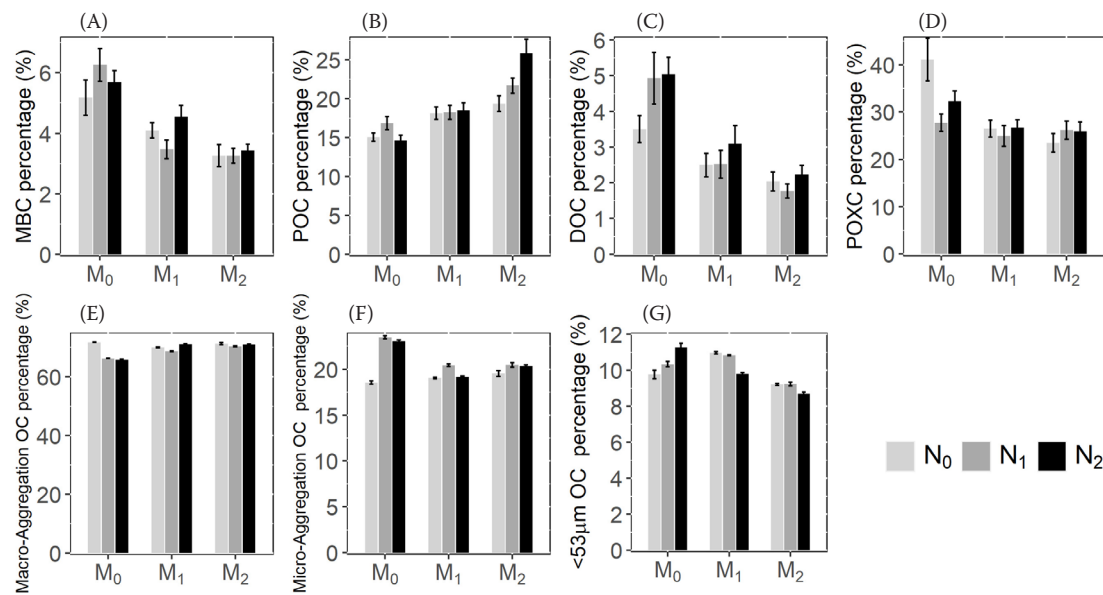 (A) (B) (C) (D)
MBC percentage (%)
0 2 4 6
M₀ M₁ M₂
POC percentage (%)
0 5 10 15 20 25
M₀ M₁ M₂
DOC percentage (%)
0 1 2 3 4 5 6
M₀ M₁ M₂
POXC percentage (%)
0 10 20 30 40
M₀ M₁ M₂
(E) (F) (G)
Macro-Aggregation OC percentage (%)
0 20 40 60
M₀ M₁ M₂
Micro-Aggregation OC percentage (%)
0 5 10 15 20
M₀ M₁ M₂
<53μm OC percentage (%)
0 2 4 6 8 10 12
M₀ M₁ M₂
N₀ N₁ N₂